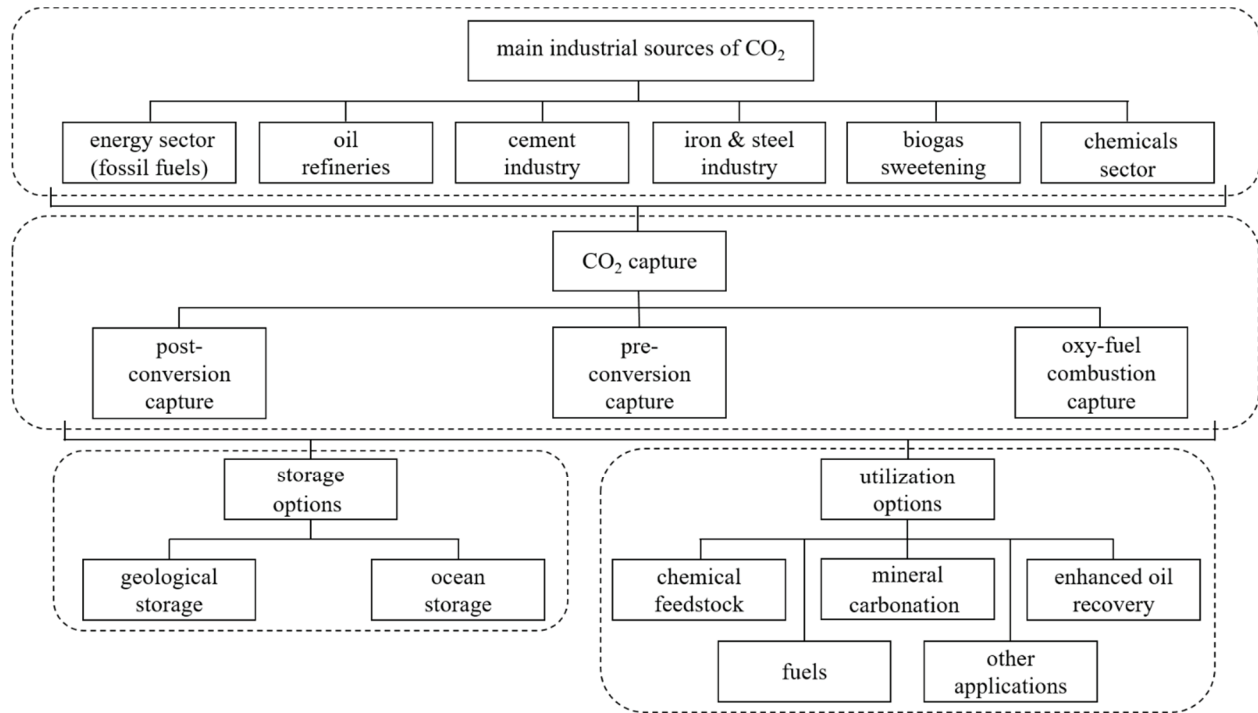 main industrial sources of CO₂
energy sector
(fossil fuels)
oil
refineries
cement
industry
iron & steel
industry
biogas
sweetening
chemicals
sector
CO₂ capture
post-
conversion
capture
pre-
conversion
capture
oxy-fuel
combustion
capture
storage
options
utilization
options
geological
storage
ocean
storage
chemical
feedstock
mineral
carbonation
enhanced oil
recovery
fuels
other
applications